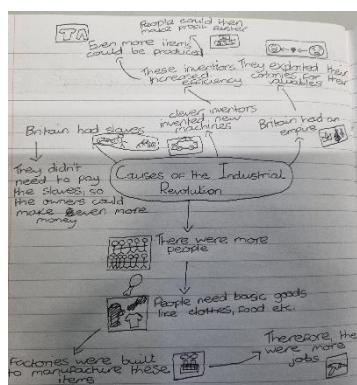 People could then
make profit faster
TA
Even more items
could be produced
These inventions
increased
efficiency
They exploited their
colonies for their
valuables
clever inventors
invented new
machines
Britain had slaves
Britain had an
empire
They didn't
need to pay
the slaves, so
the owners could
make even more
money
Causes of the Industrial
Revolution
There were more
people
People need basic goods
like clothes, food etc.
Factories were built
to manufacture these
items
Therefore, the
were more
jobs